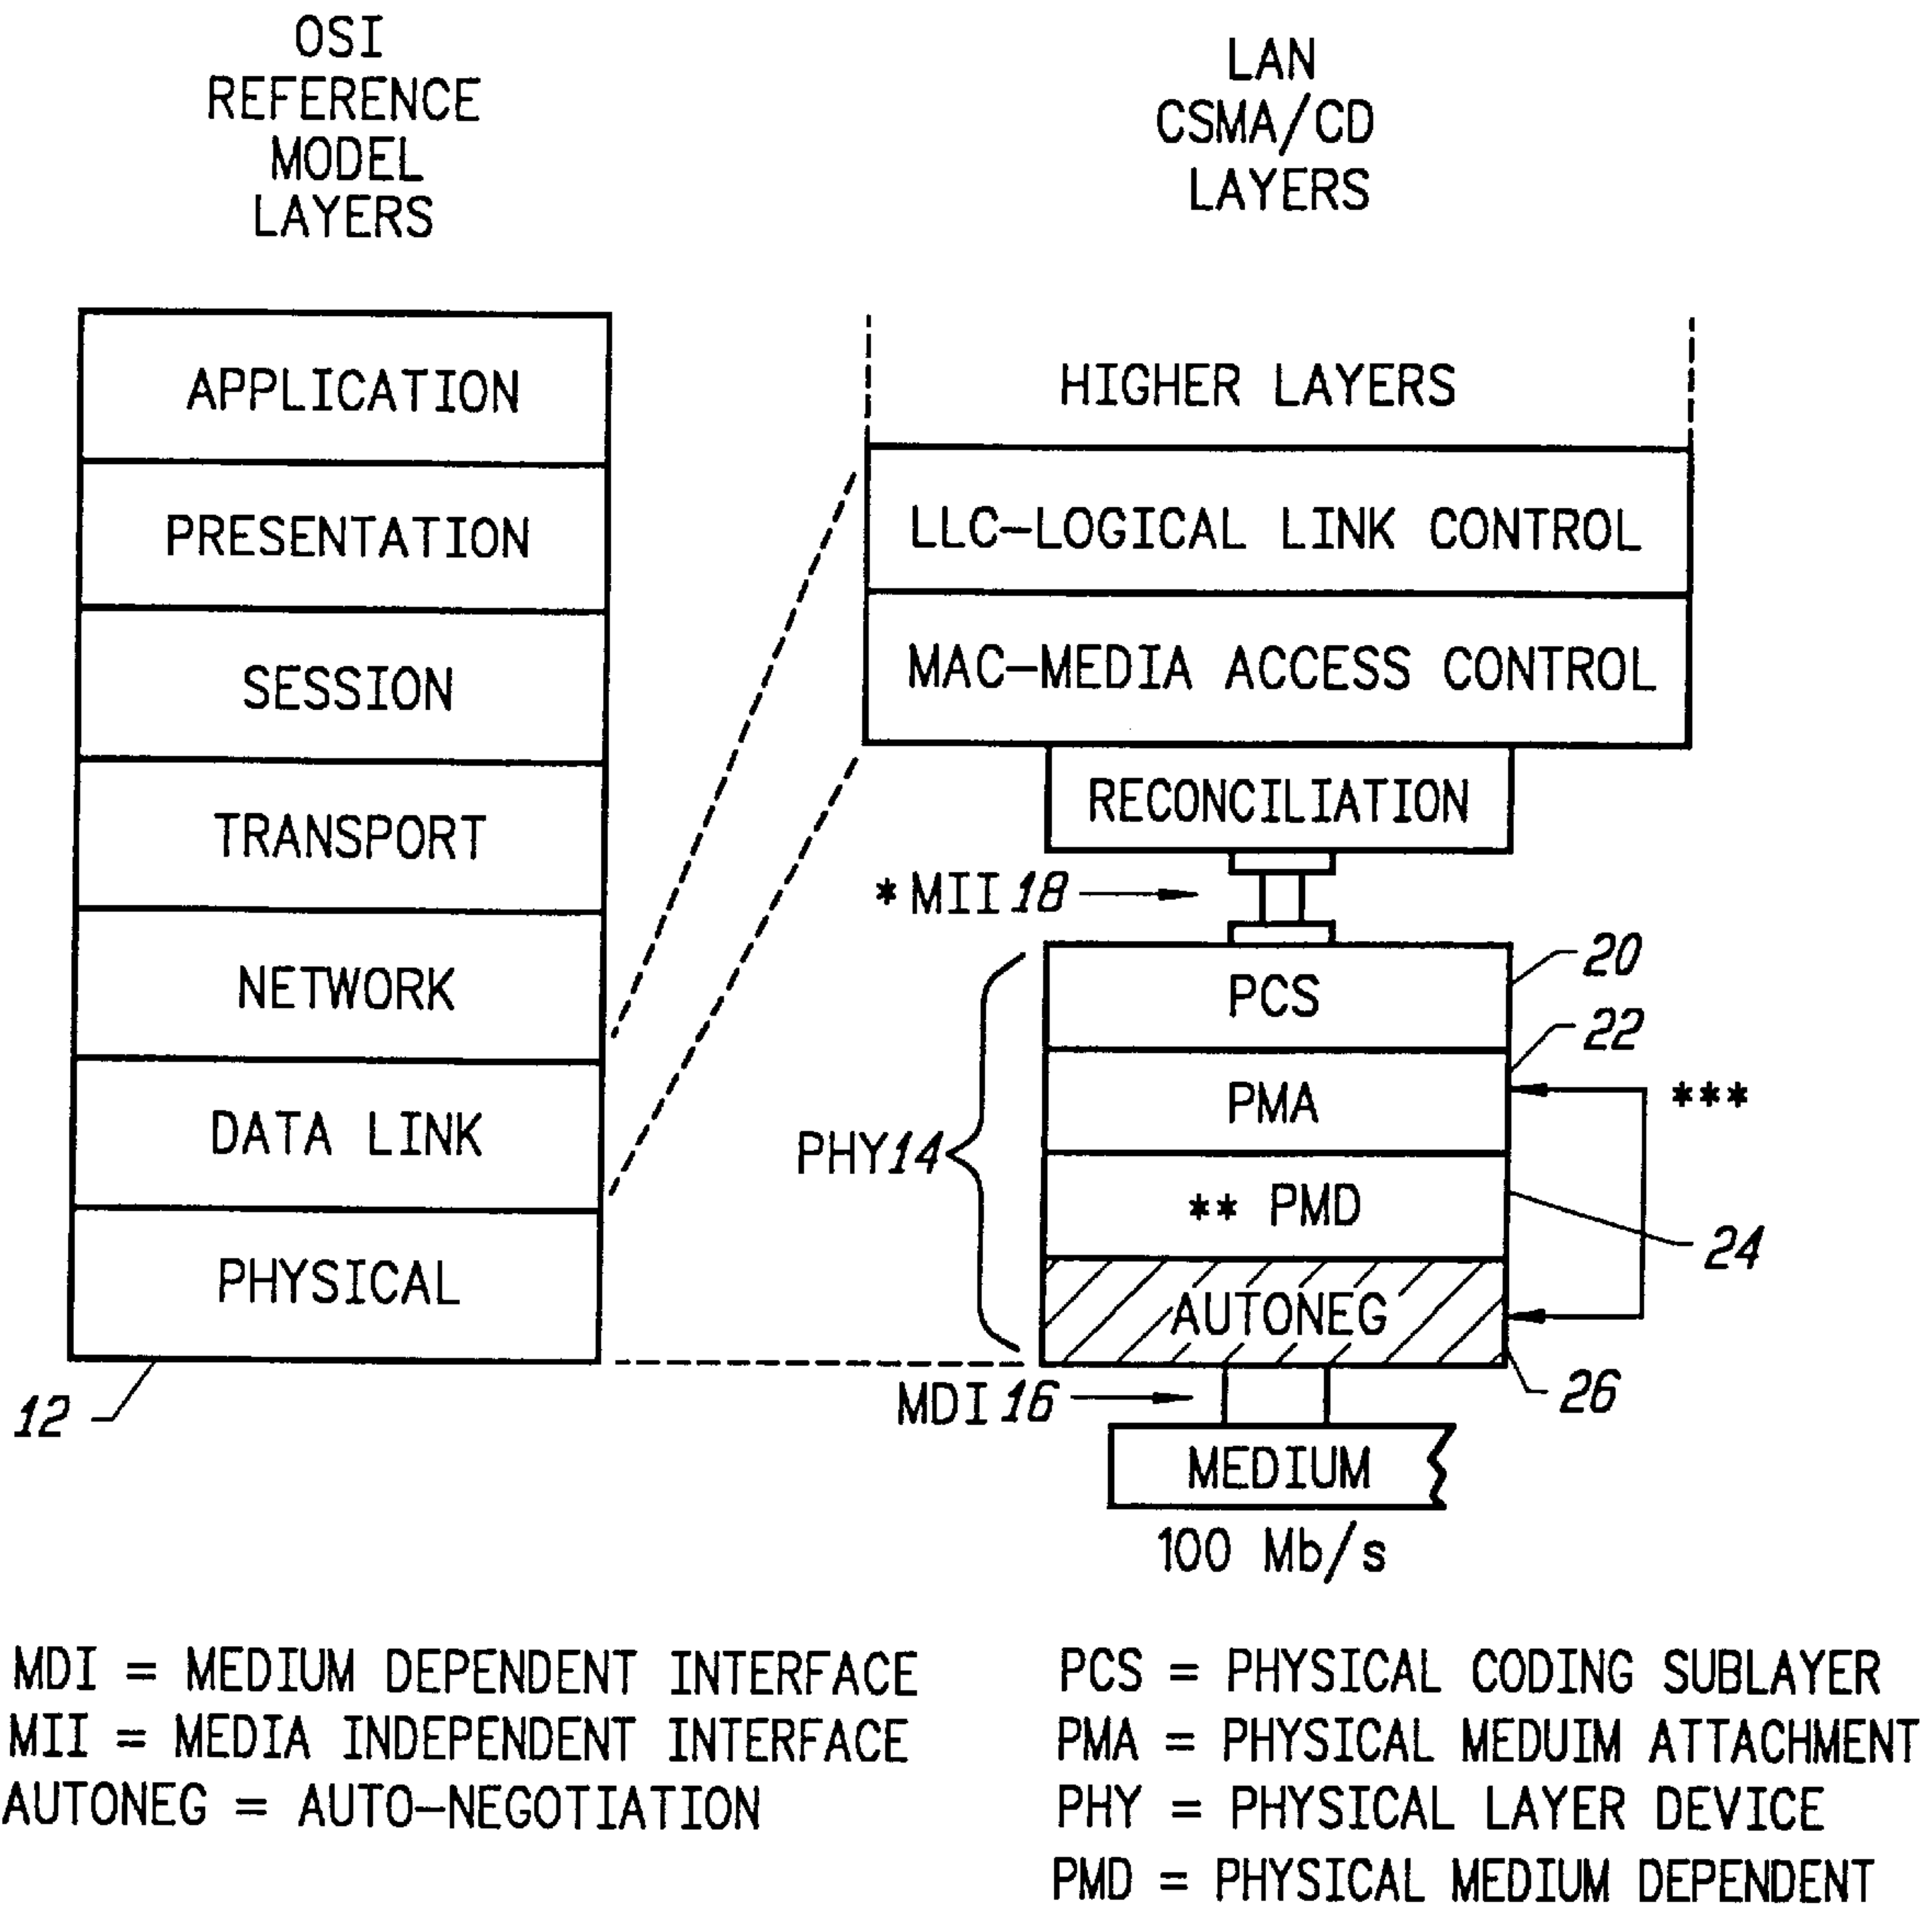 OSI
REFERENCE
MODEL
LAYERS
LAN
CSMA/CD
LAYERS
APPLICATION
PRESENTATION
SESSION
TRANSPORT
NETWORK
DATA LINK
PHYSICAL
12
HIGHER LAYERS
LLC-LOGICAL LINK CONTROL
MAC-MEDIA ACCESS CONTROL
RECONCILIATION
* MII 18
PCS
20
PMA
22
***
PHY 14
** PMD
24
AUTONEG
26
MDI 16
MEDIUM
100 Mb/s
MDI = MEDIUM DEPENDENT INTERFACE
MII = MEDIA INDEPENDENT INTERFACE
AUTONEG = AUTO-NEGOTIATION
PCS = PHYSICAL CODING SUBLAYER
PMA = PHYSICAL MEDUIM ATTACHMENT
PHY = PHYSICAL LAYER DEVICE
PMD = PHYSICAL MEDIUM DEPENDENT